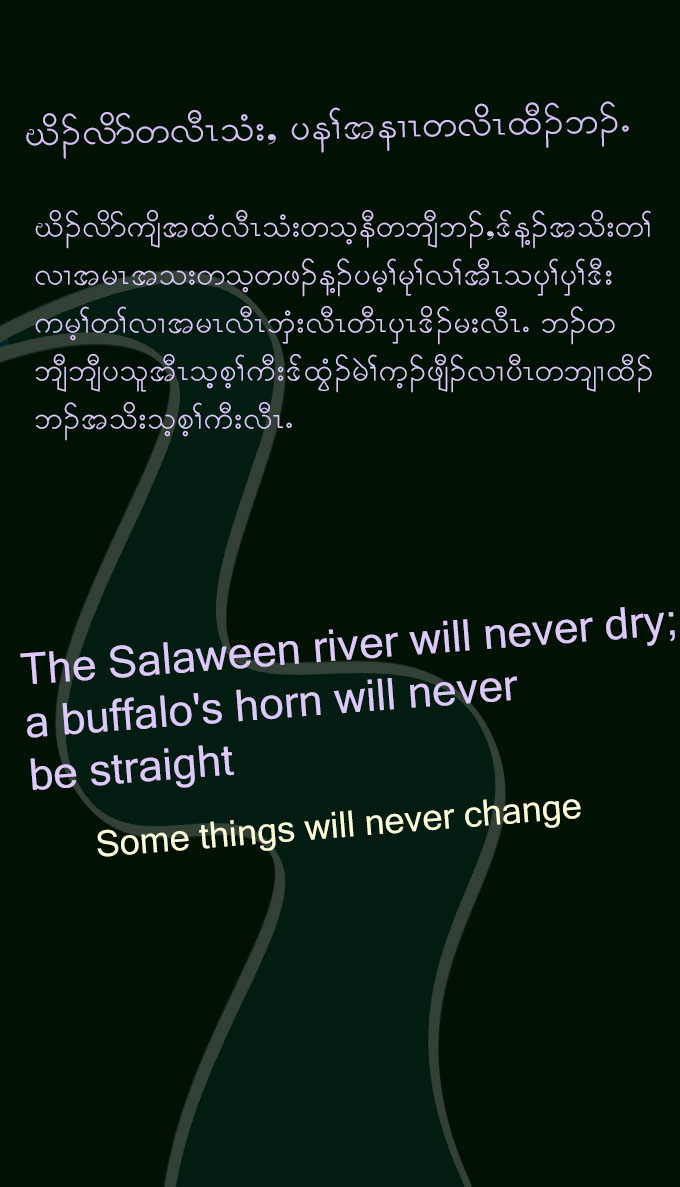 ဃိၣ်လိာ်တလီၤသံး, ပနၢ်အနၢၤတလိၤထီၣ်ဘၣ်.
ဃိၣ်လိာ်ကျိအထံလီၤသံးတသ့နီတဘျီဘၣ်,ဒ်န့ၣ်အသိးတၢ်
လၢအမၤအသးတသ့တဖၣ်န့ၣ်ပမ့ၢ်မုၢ်လၢ်အီၤသပှၢ်ပှၢ်ဒီး
ကမ့ၢ်တၢ်လၢအမၤလီၤဘှံးလီၤတီၤပှၤဒိၣ်မးလီၤ. ဘၣ်တ
ဘျီဘျီပသူအီၤသ့စ့ၢ်ကီးဒ်ထွံၣ်မဲၢ်က့ၣ်ဖျီၣ်လၢပီၤတဘျၢထီၣ်
ဘၣ်အသိးသ့စ့ၢ်ကီးလီၤ.
The Salaween river will never dry;
a buffalo's horn will never
be straight
Some things will never change